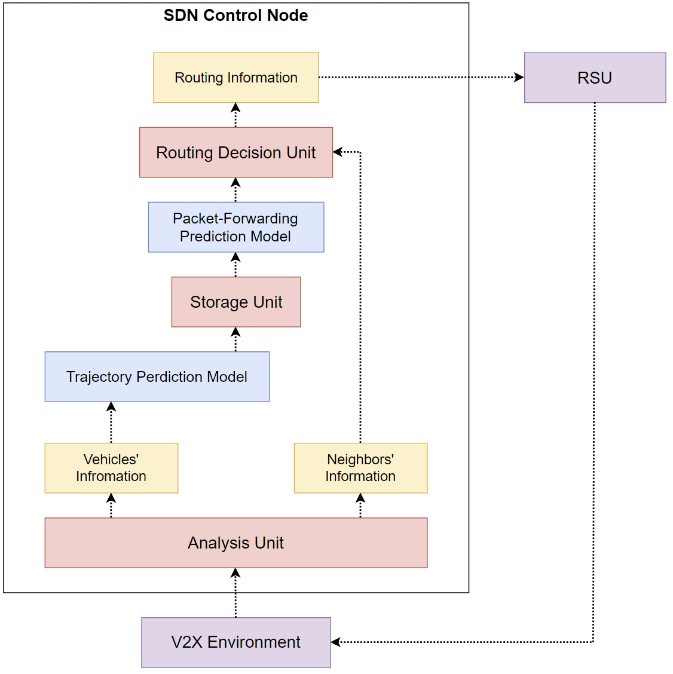 SDN Control Node
Routing Information
RSU
Routing Decision Unit
Packet-Forwarding
Prediction Model
Storage Unit
Trajectory Perdiction Model
Vehicles'
Infromation
Neighbors'
Information
Analysis Unit
V2X Environment